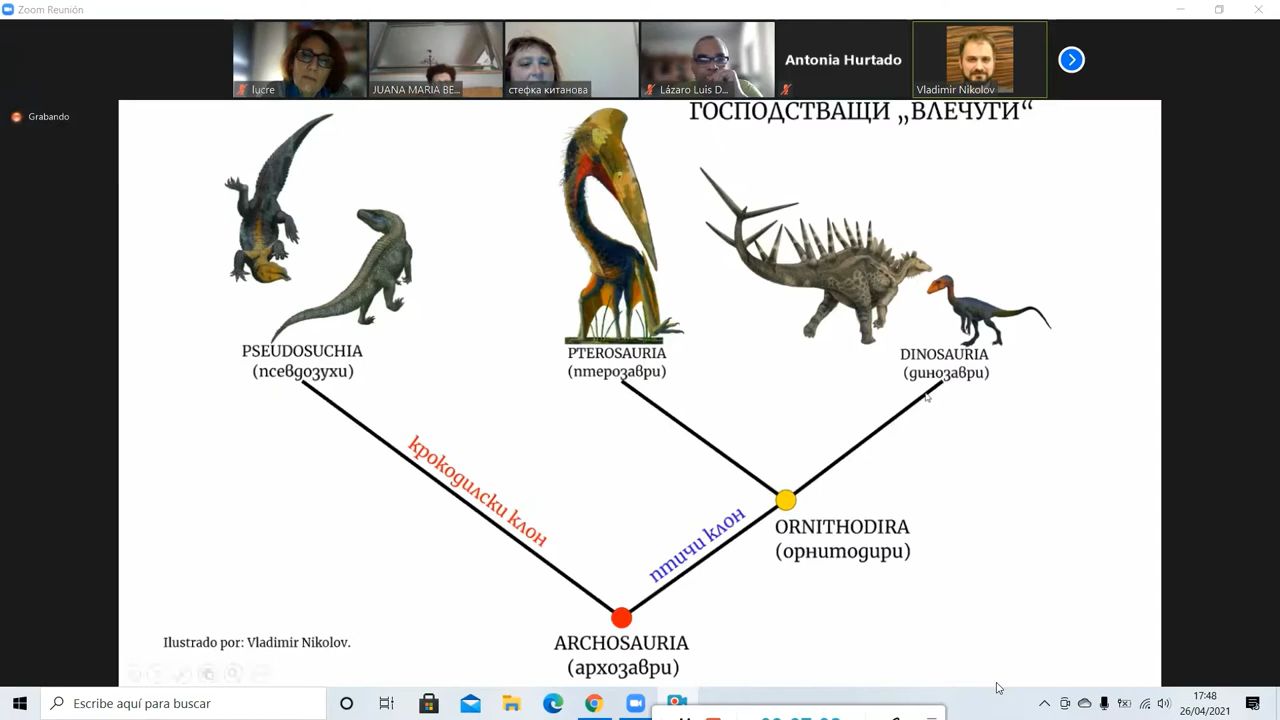 Zoom Reunión
lucre
JUANA MARIA BE...
стефка китанова
Lázaro Luis D...
Antonia Hurtado
Vladimir Nikolov
Grabando
ГОСПОДСТВАЩИ „ВЛЕЧУГИ“
PSEUDOSUCHIA
(псевдозухи)
PTEROSAURIA
(птерозаври)
DINOSAURIA
(динозаври)
крокодилски клон
птичи клон
ORNITHODIRA
(орнитодири)
Ilustrado por: Vladimir Nikolov.
ARCHOSAURIA
(архозаври)
Escribe aquí para buscar
17:48
26/04/2021